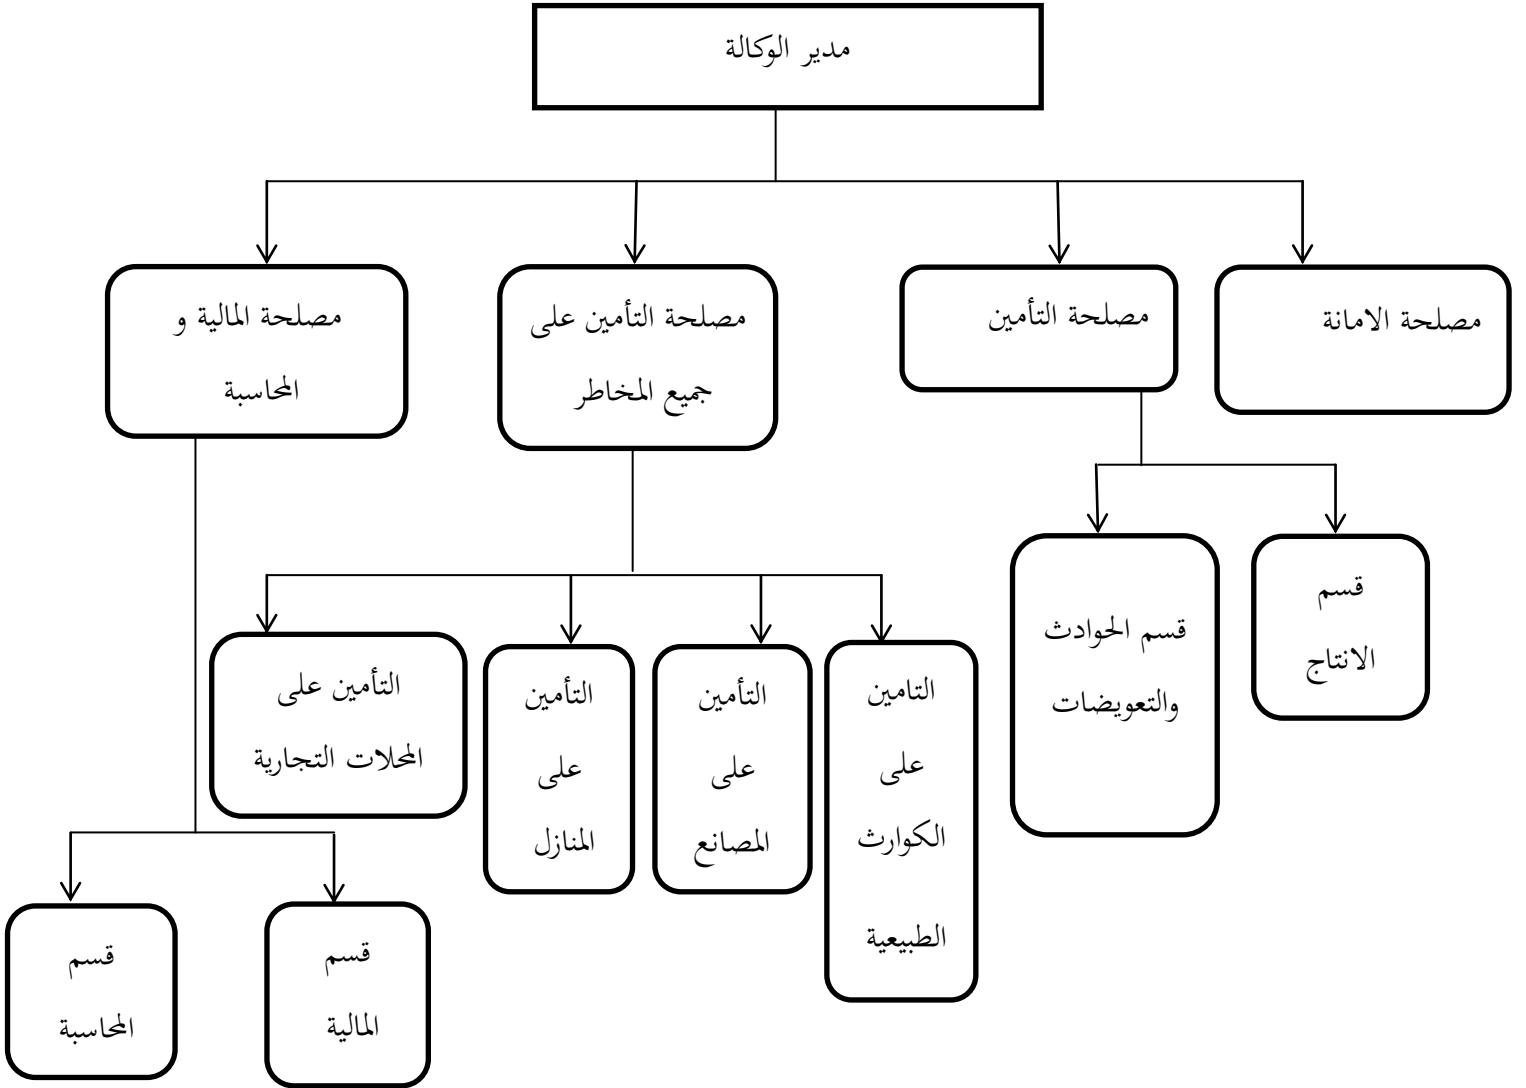 مدير الوكالة
مصلحة الامانة
مصلحة التأمين
مصلحة التأمين على
جميع المخاطر
مصلحة المالية و
المحاسبة
قسم
الانتاج
قسم الحوادث
والتعويضات
التامين
على
الكوارث
الطبيعية
التأمين
على
المصانع
التأمين
على
المنازل
التأمين على
المحلات التجارية
قسم
المالية
قسم
المحاسبة